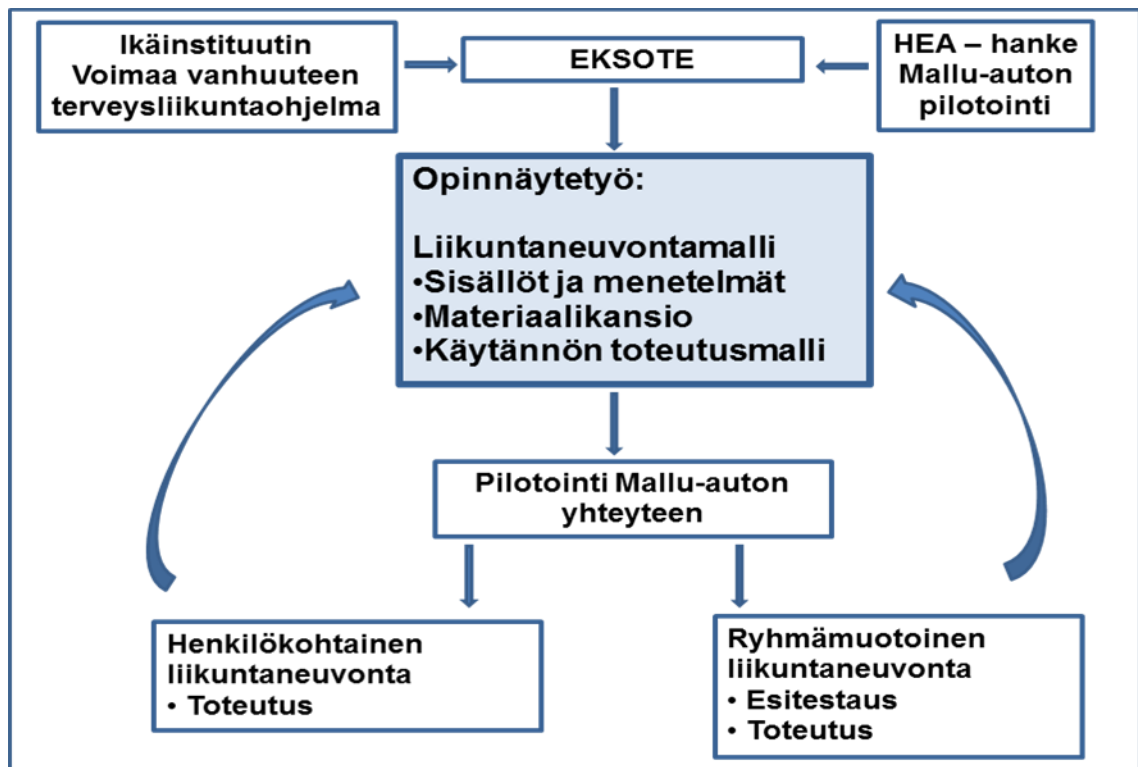 Ikäinstituutin
Voimaa vanhuuteen
terveysliikuntaohjelma
EKSOTE
HEA – hanke
Mallu-auton
pilotointi
Opinnäytetyö:
Liikuntaneuvontamalli
•Sisällöt ja menetelmät
•Materiaalikansio
•Käytännön toteutusmalli
Pilotointi Mallu-auton
yhteyteen
Henkilökohtainen
liikuntaneuvonta
• Toteutus
Ryhmämuotoinen
liikuntaneuvonta
• Esitestaus
• Toteutus